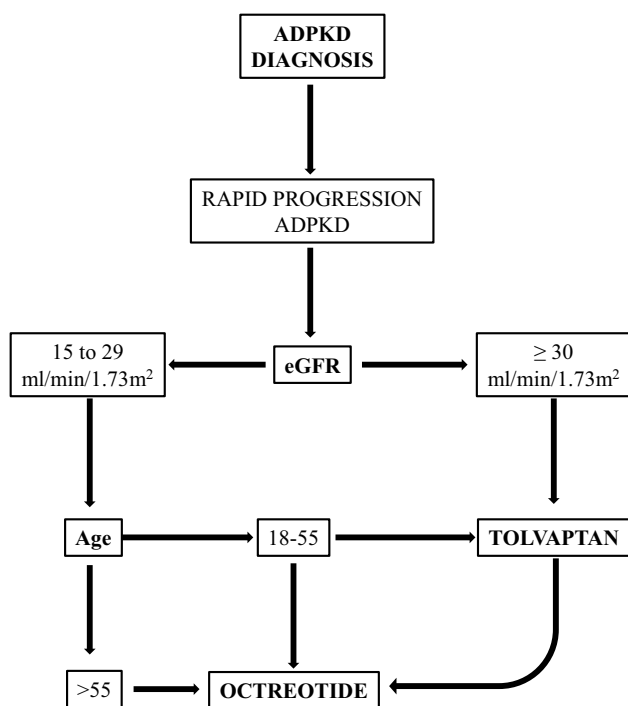 ADPKD
DIAGNOSIS
RAPID PROGRESSION
ADPKD
15 to 29
ml/min/1.73m²
eGFR
≥ 30
ml/min/1.73m²
Age
18-55
TOLVAPTAN
>55
OCTREOTIDE